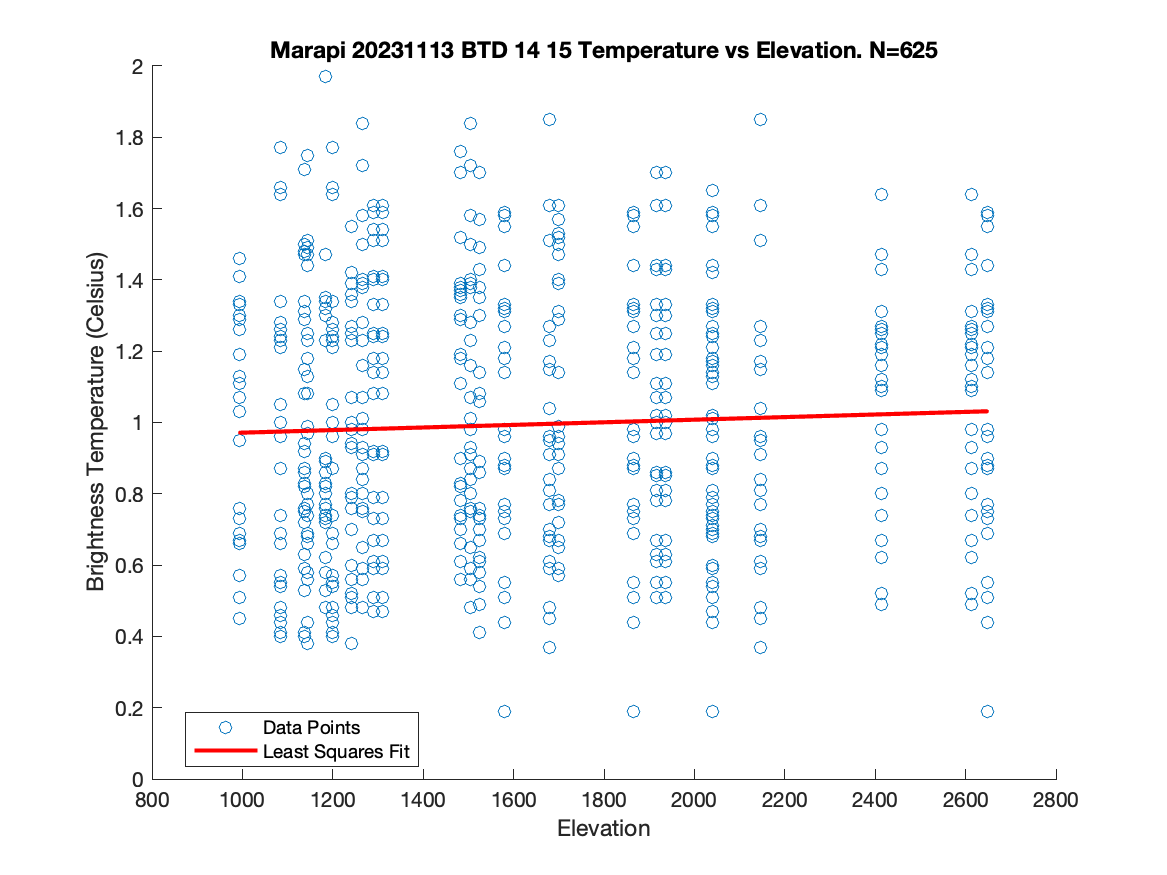 Marapi 20231113 BTD 14 15 Temperature vs Elevation. N=625
2
1.8
1.6
1.4
1.2
1
0.8
0.6
0.4
0.2
0
Brightness Temperature (Celsius)
Data Points
Least Squares Fit
800 1000 1200 1400 1600 1800 2000 2200 2400 2600 2800
Elevation